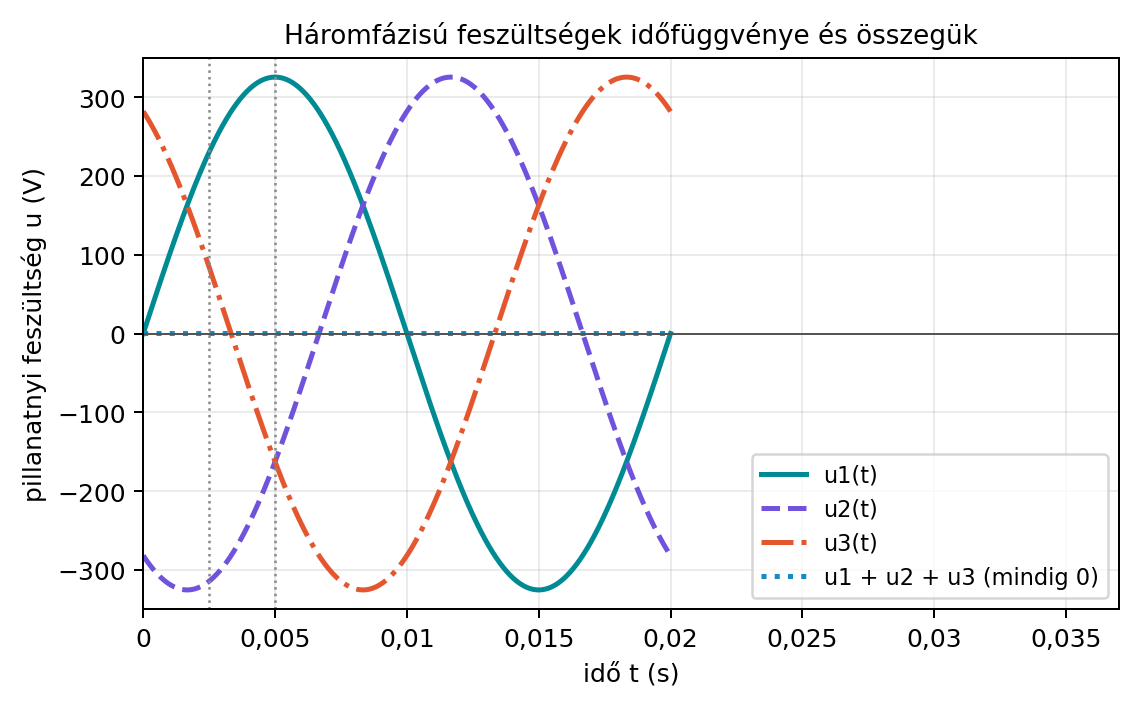 Háromfázisú feszültségek időfüggvénye és összegük
pillanatnyi feszültség u (V)
300
200
100
0
−100
−200
−300
0
0,005
0,01
0,015
0,02
0,025
0,03
0,035
idő t (s)
u1(t)
u2(t)
u3(t)
u1 + u2 + u3 (mindig 0)